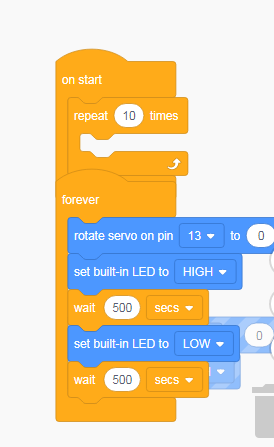 on start
repeat 10 times
forever
rotate servo on pin 13 to 0
set built-in LED to HIGH
wait 500 secs
0
set built-in LED to LOW
wait 500 secs